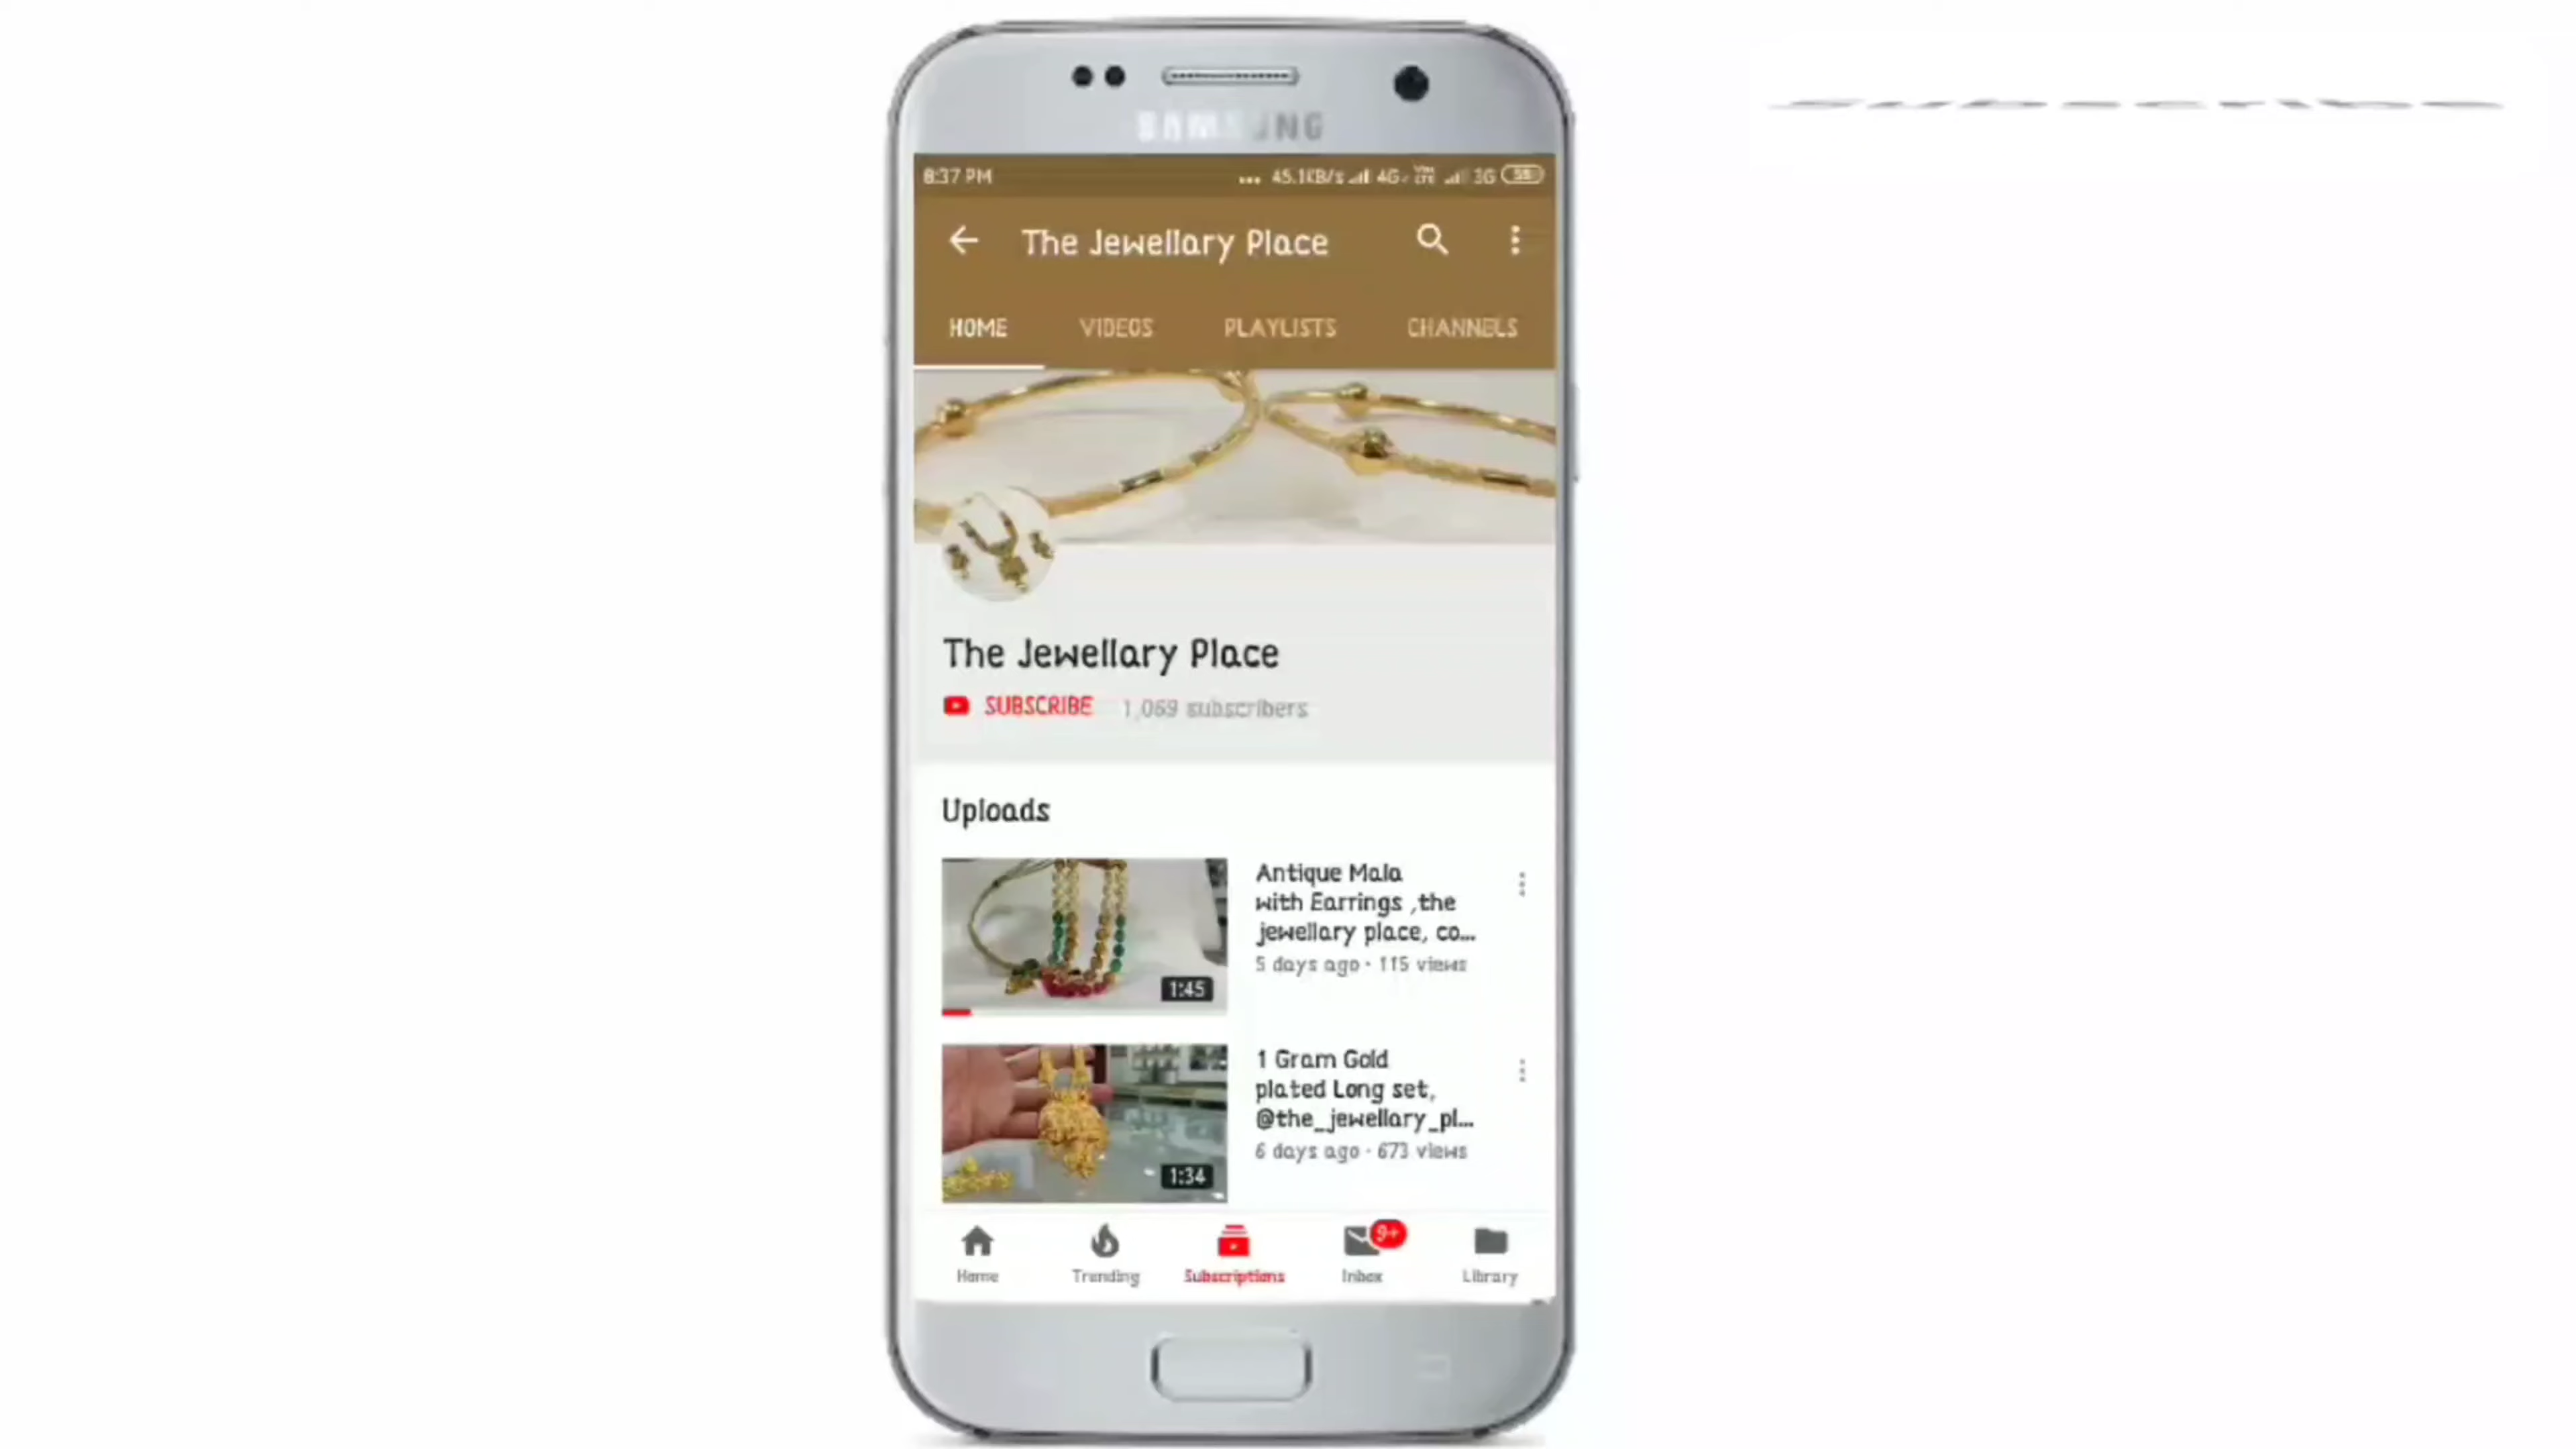 SAMSUNG
8:37 PM ... 45.1KB/s 4G VoLTE 3G
The Jewellary Place
HOME VIDEOS PLAYLISTS CHANNELS
The Jewellary Place
SUBSCRIBE 1,069 subscribers
Uploads
Antique Mala
with Earrings ,the
jewellary place, co...
5 days ago · 115 views
1:45
1 Gram Gold
plated Long set,
@the_jewellary_pl...
6 days ago · 673 views
1:34
9+
Home Trending Subscriptions Inbox Library